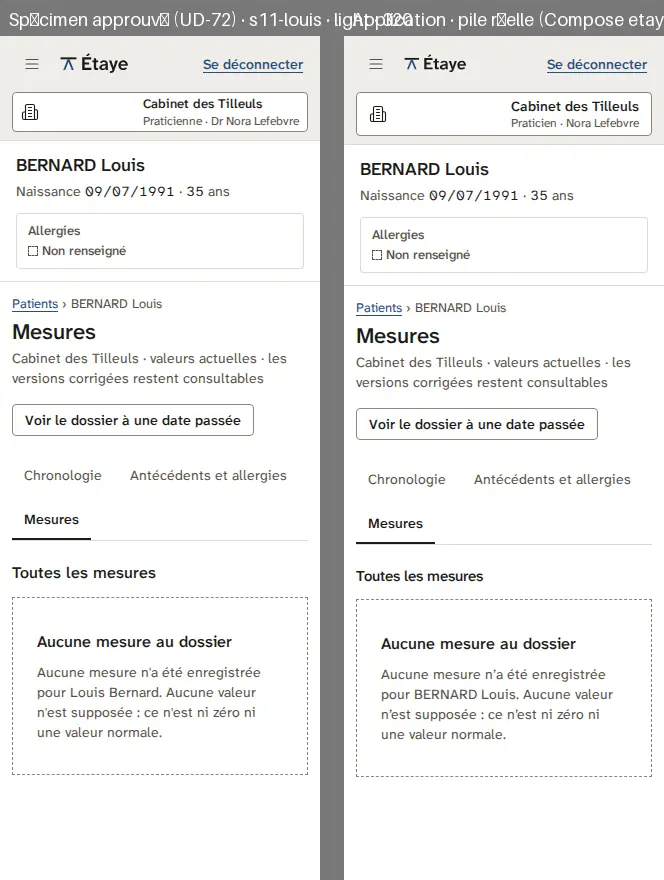 Sp�cimen approuv� (UD-72) · s11-louis · light · 320
Application · pile r�elle (Compose etay
Étaye
Se déconnecter
Cabinet des Tilleuls
Praticienne · Dr Nora Lefebvre
BERNARD Louis
Naissance 09/07/1991 · 35 ans
Allergies
Non renseigné
Patients › BERNARD Louis
Mesures
Cabinet des Tilleuls · valeurs actuelles · les
versions corrigées restent consultables
Voir le dossier à une date passée
Chronologie
Antécédents et allergies
Mesures
Toutes les mesures
Aucune mesure au dossier
Aucune mesure n'a été enregistrée
pour Louis Bernard. Aucune valeur
n'est supposée : ce n'est ni zéro ni
une valeur normale.
Étaye
Se déconnecter
Cabinet des Tilleuls
Praticien · Nora Lefebvre
BERNARD Louis
Naissance 09/07/1991 · 35 ans
Allergies
Non renseigné
Patients › BERNARD Louis
Mesures
Cabinet des Tilleuls · valeurs actuelles · les
versions corrigées restent consultables
Voir le dossier à une date passée
Chronologie
Antécédents et allergies
Mesures
Toutes les mesures
Aucune mesure au dossier
Aucune mesure n’a été enregistrée
pour BERNARD Louis. Aucune valeur
n’est supposée : ce n’est ni zéro ni
une valeur normale.